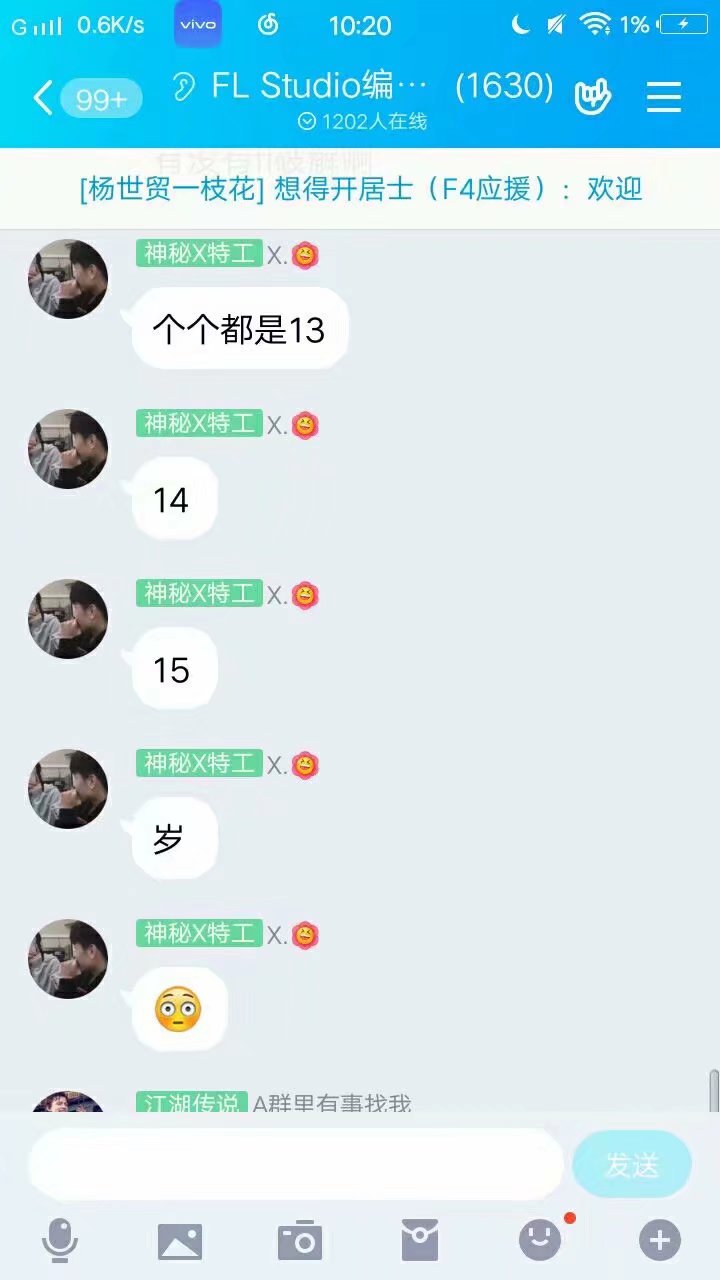 G 0.6K/s vivo 10:20 1%
99+ FL Studio编… (1630)
1202人在线
[杨世贸一枝花] 想得开居士（F4应援）：欢迎
神秘X特工 X.
个个都是13
神秘X特工 X.
14
神秘X特工 X.
15
神秘X特工 X.
岁
神秘X特工 X.
江湖传说 A群里有事找我
发送